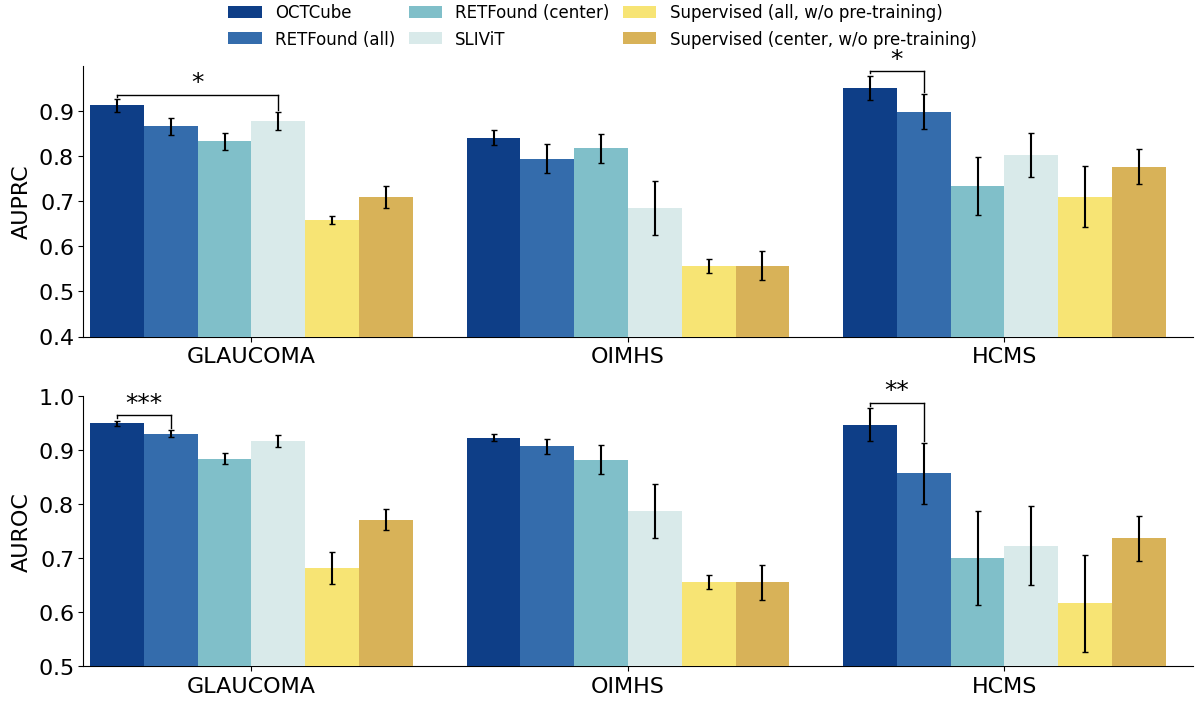 OCTCube RETFound (center) Supervised (all, w/o pre-training)
RETFound (all) SLIViT Supervised (center, w/o pre-training)
* *
0.9
0.8
0.7
0.6
0.5
0.4
AUPRC
GLAUCOMA OIMHS HCMS
*** **
1.0
0.9
0.8
0.7
0.6
0.5
AUROC
GLAUCOMA OIMHS HCMS